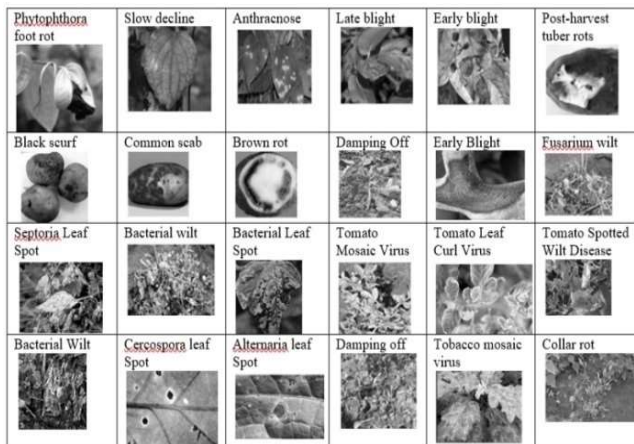 Phytophthora
foot rot
Slow decline
Anthracnose
Late blight
Early blight
Post-harvest
tuber rots
Black scurf
Common scab
Brown rot
Damping Off
Early Blight
Fusarium wilt
Septoria Leaf
Spot
Bacterial wilt
Bacterial Leaf
Spot
Tomato
Mosaic Virus
Tomato Leaf
Curl Virus
Tomato Spotted
Wilt Disease
Bacterial Wilt
Cercospora leaf
Spot
Alternaria leaf
Spot
Damping off
Tobacco mosaic
virus
Collar rot